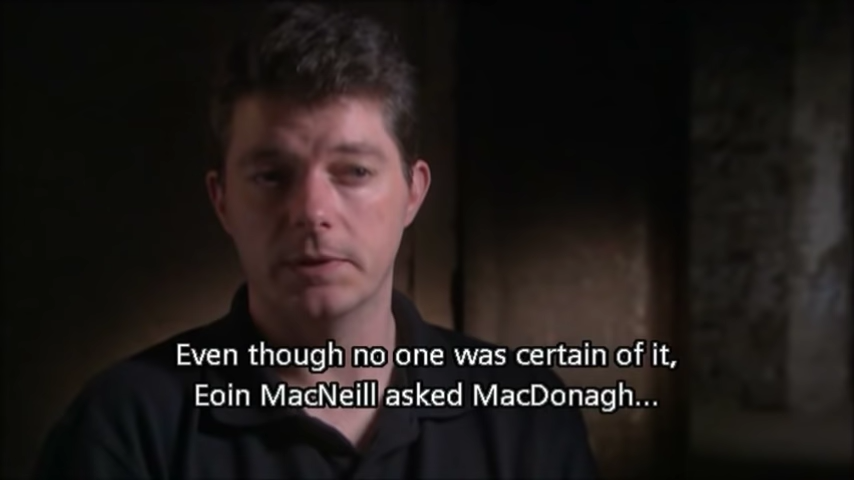 Even though no one was certain of it,
Eoin MacNeill asked MacDonagh...